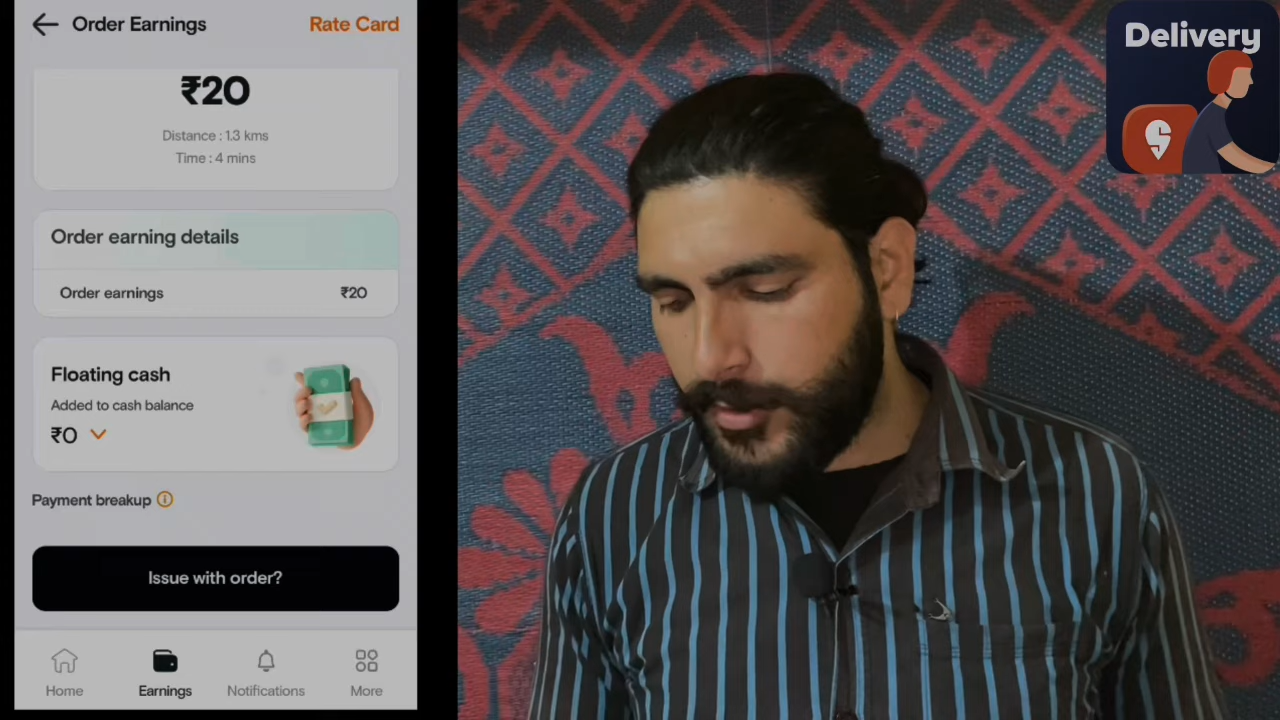 Order Earnings
Rate Card
₹20
Distance : 1.3 kms
Time : 4 mins
Order earning details
Order earnings ₹20
Floating cash
Added to cash balance
₹0
Payment breakup
Issue with order?
Home
Earnings
Notifications
More
Delivery